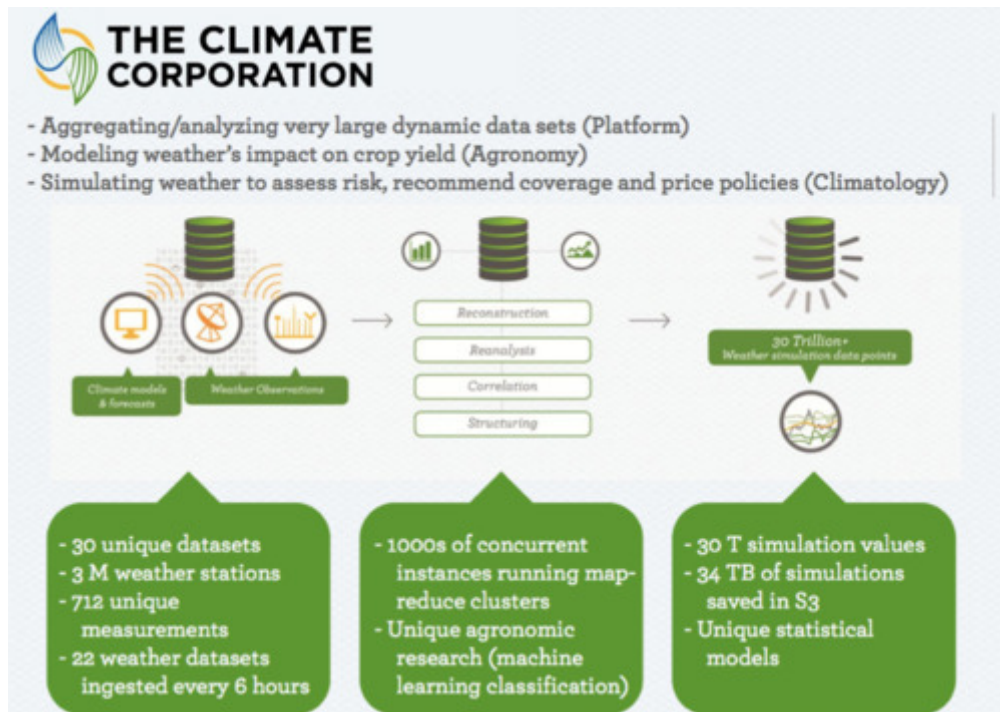 THE CLIMATE
CORPORATION
- Aggregating/analyzing very large dynamic data sets (Platform)
- Modeling weather's impact on crop yield (Agronomy)
- Simulating weather to assess risk, recommend coverage and price policies (Climatology)
Climate models
& forecasts
Weather Observations
Reconstruction
Reanalysis
Correlation
Structuring
30 Trillion+
Weather simulation data points
- 30 unique datasets
- 3 M weather stations
- 712 unique
measurements
- 22 weather datasets
ingested every 6 hours
- 1000s of concurrent
instances running map-
reduce clusters
- Unique agronomic
research (machine
learning classification)
- 30 T simulation values
- 34 TB of simulations
saved in S3
- Unique statistical
models